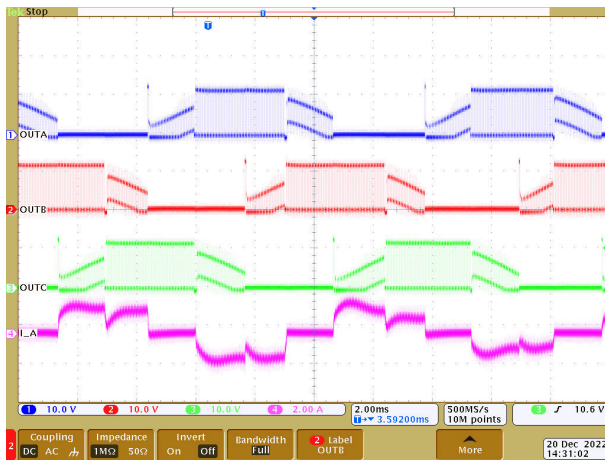 Tek Stop
T
T
1 OUTA
2 OUTB
3 OUTC
4 I_A
1 10.0 V 2 10.0 V 3 10.0 V 4 2.00 A 2.00ms 500MS/s 3 10.6 V
T 3.59200ms 10M points
2 Coupling Impedance Invert Bandwidth 2 Label More 20 Dec 2022
DC AC 1MΩ 50Ω On Off Full OUTB 14:31:02